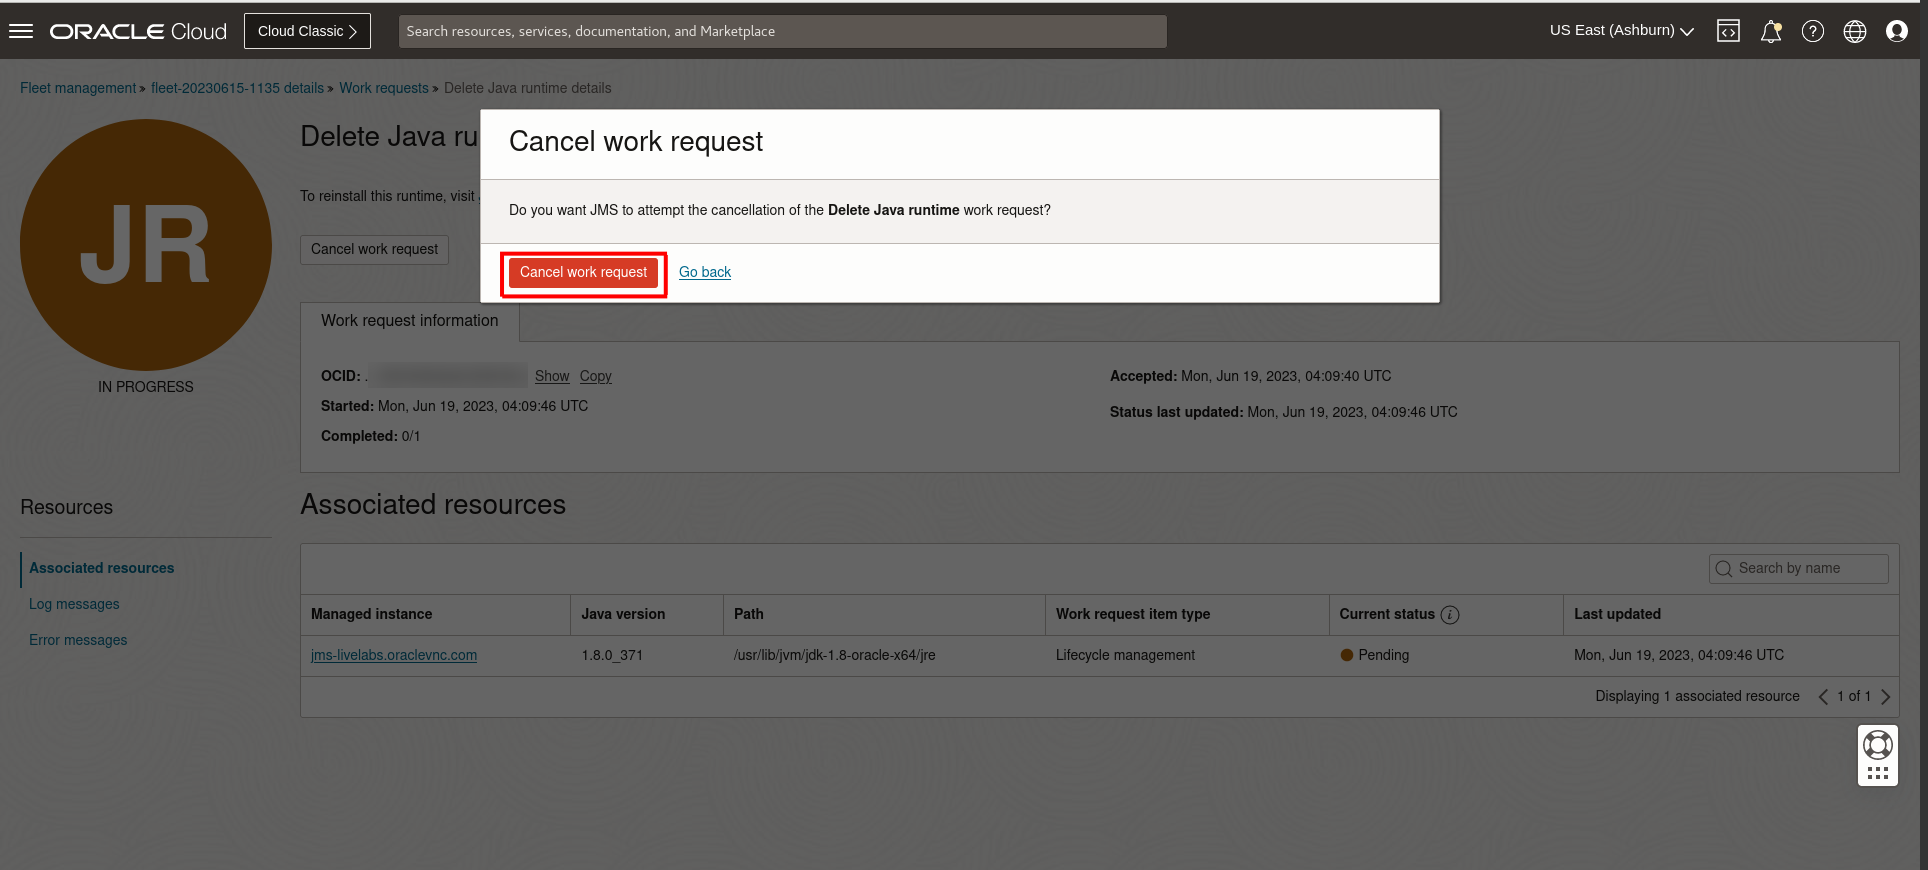 ORACLE Cloud
Cloud Classic
Search resources, services, documentation, and Marketplace
US East (Ashburn)
Fleet management » fleet-20230615-1135 details » Work requests » Delete Java runtime details
JR
IN PROGRESS
Delete Java ru
To reinstall this runtime, visit
Cancel work request
Cancel work request
Do you want JMS to attempt the cancellation of the Delete Java runtime work request?
Cancel work request Go back
Work request information
OCID: . Show Copy
Started: Mon, Jun 19, 2023, 04:09:46 UTC
Completed: 0/1
Accepted: Mon, Jun 19, 2023, 04:09:40 UTC
Status last updated: Mon, Jun 19, 2023, 04:09:46 UTC
Resources
Associated resources
Log messages
Error messages
Associated resources
Search by name
Managed instance Java version Path Work request item type Current status Last updated
jms-livelabs.oraclevnc.com 1.8.0_371 /usr/lib/jvm/jdk-1.8-oracle-x64/jre Lifecycle management Pending Mon, Jun 19, 2023, 04:09:46 UTC
Displaying 1 associated resource 1 of 1